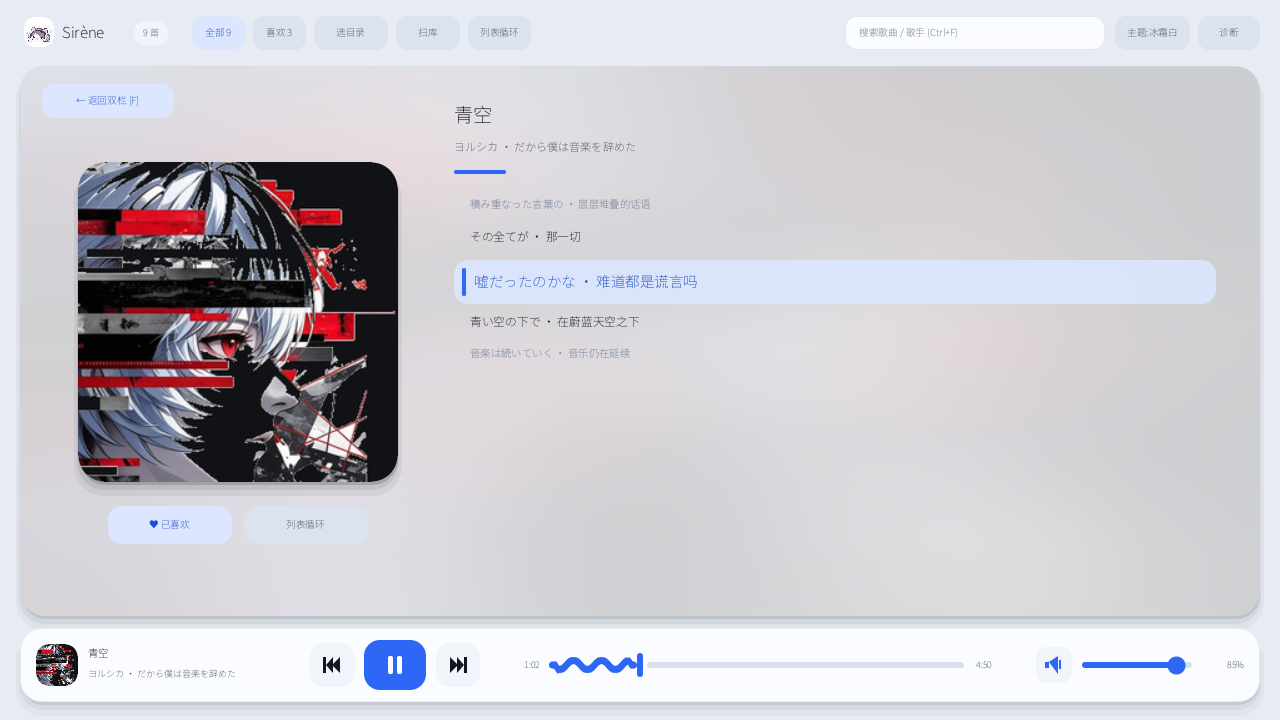 Sirène
9 首
全部 9
喜欢 3
选目录
扫库
列表循环
搜索歌曲 / 歌手 (Ctrl+F)
主题:冰霜白
诊断
← 返回双栏 [F]
青空
ヨルシカ ・ だから僕は音楽を辞めた
積み重なった言葉の ・ 层层堆叠的话语
その全てが ・ 那一切
嘘だったのかな ・ 难道都是谎言吗
青い空の下で ・ 在蔚蓝天空之下
音楽は続いていく ・ 音乐仍在延续
♥ 已喜欢
列表循环
青空
ヨルシカ ・ だから僕は音楽を辞めた
1:02
4:50
85%